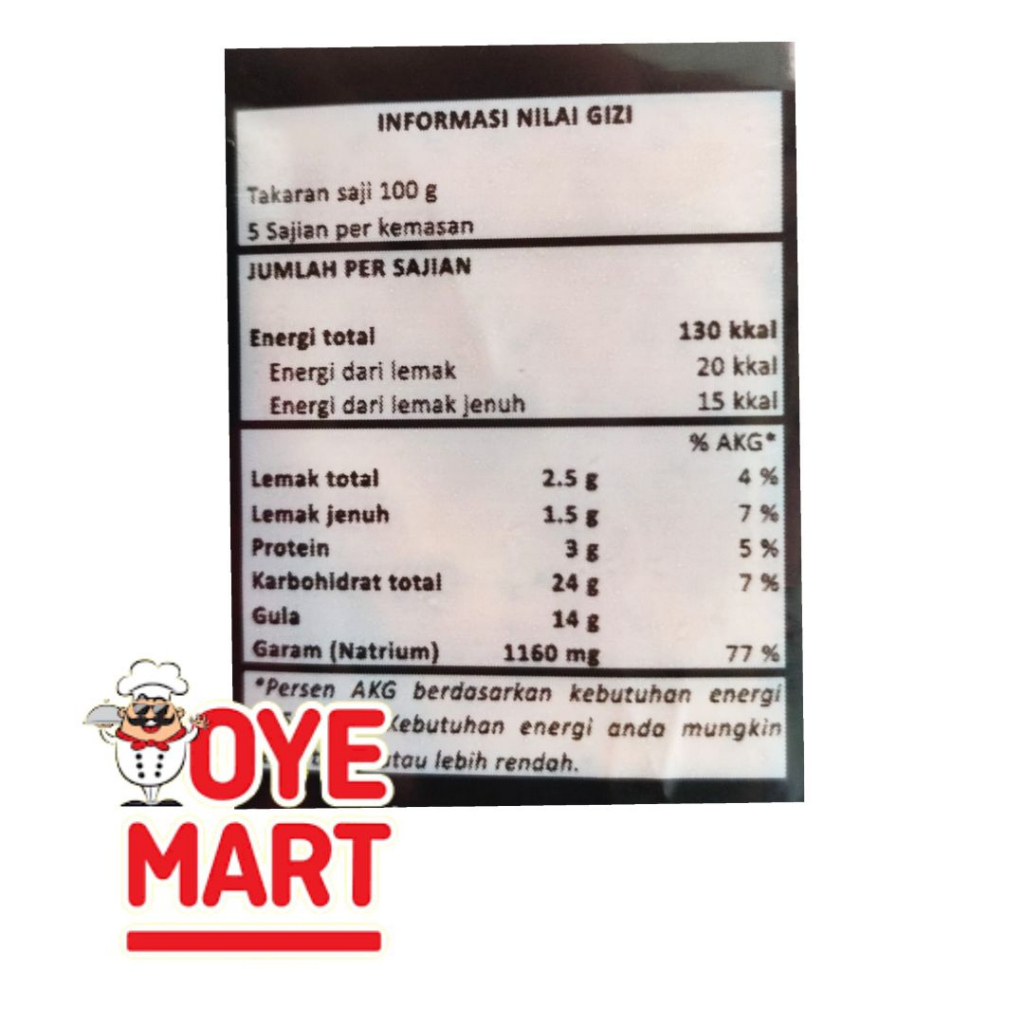 INFORMASI NILAI GIZI
Takaran saji 100 g
5 Sajian per kemasan
JUMLAH PER SAJIAN
Energi total 130 kkal
Energi dari lemak 20 kkal
Energi dari lemak jenuh 15 kkal
% AKG*
Lemak total 2.5 g 4 %
Lemak jenuh 1.5 g 7 %
Protein 3 g 5 %
Karbohidrat total 24 g 7 %
Gula 14 g
Garam (Natrium) 1160 mg 77 %
*Persen AKG berdasarkan kebutuhan energi
energi anda mungkin
lebih rendah.
OYE
MART